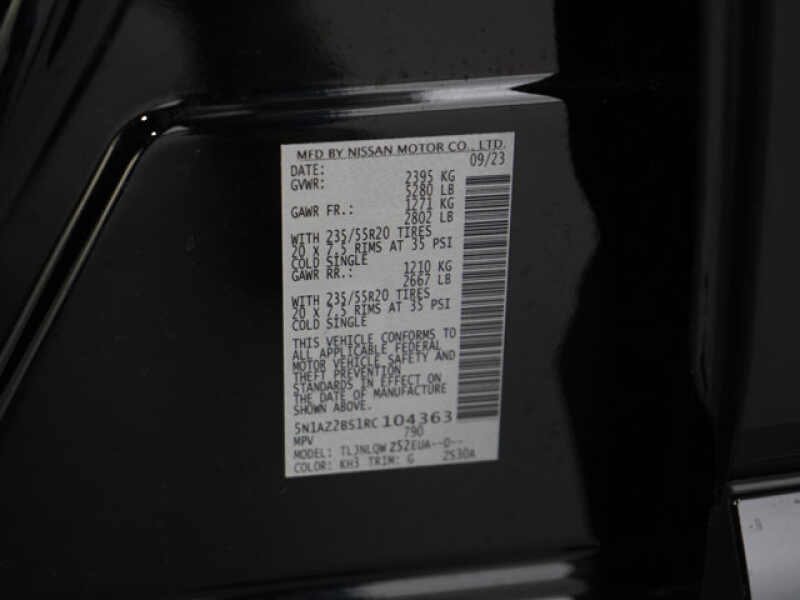 MFD BY NISSAN MOTOR CO., LTD.
DATE: 09/23
GVWR: 2395 KG
5280 LB
GAWR FR.: 1271 KG
2802 LB
WITH 235/55R20 TIRES
20 X 7.5 RIMS AT 35 PSI
COLD SINGLE
GAWR RR.: 1210 KG
2667 LB
WITH 235/55R20 TIRES
20 X 7.5 RIMS AT 35 PSI
COLD SINGLE
THIS VEHICLE CONFORMS TO
ALL APPLICABLE FEDERAL
MOTOR VEHICLE SAFETY AND
THEFT PREVENTION
STANDARDS IN EFFECT ON
THE DATE OF MANUFACTURE
SHOWN ABOVE.
5N1AZ2BS1RC104363
MPV 790
MODEL: TLJNLQW Z52EUA--O--
COLOR: KH3 TRIM: G 2S30A